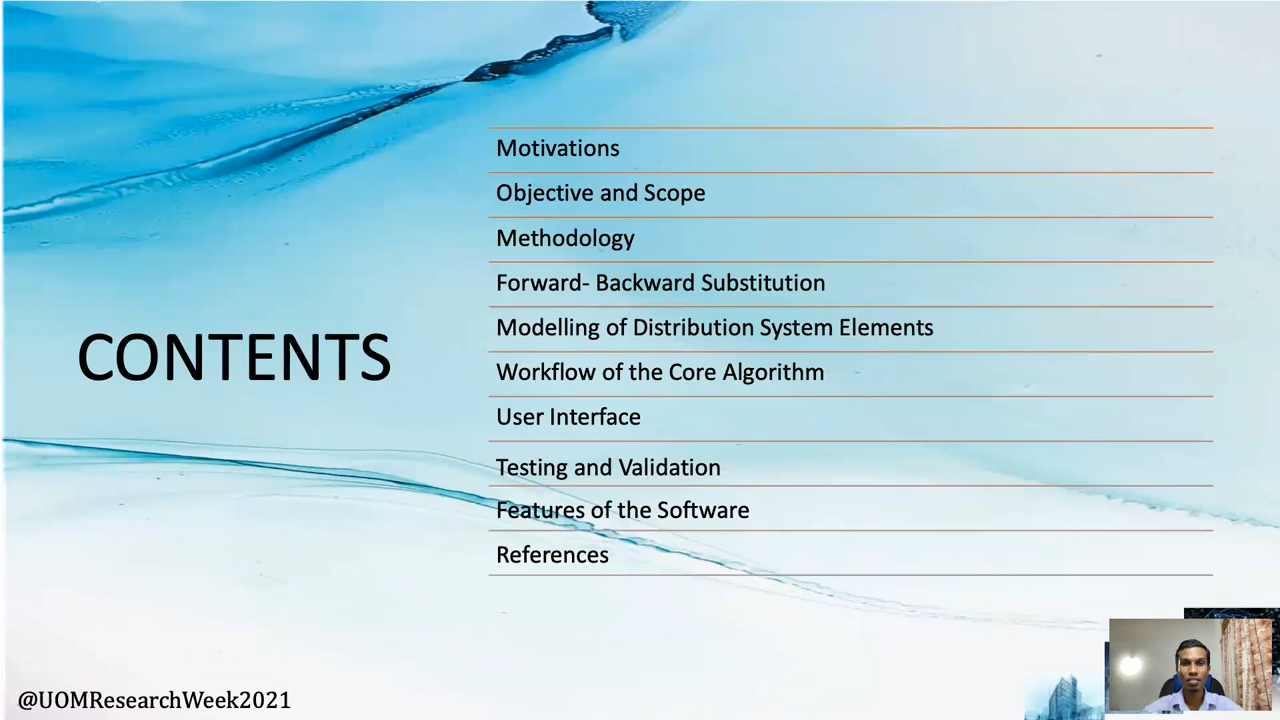 CONTENTS
Motivations
Objective and Scope
Methodology
Forward- Backward Substitution
Modelling of Distribution System Elements
Workflow of the Core Algorithm
User Interface
Testing and Validation
Features of the Software
References
@UOMResearchWeek2021